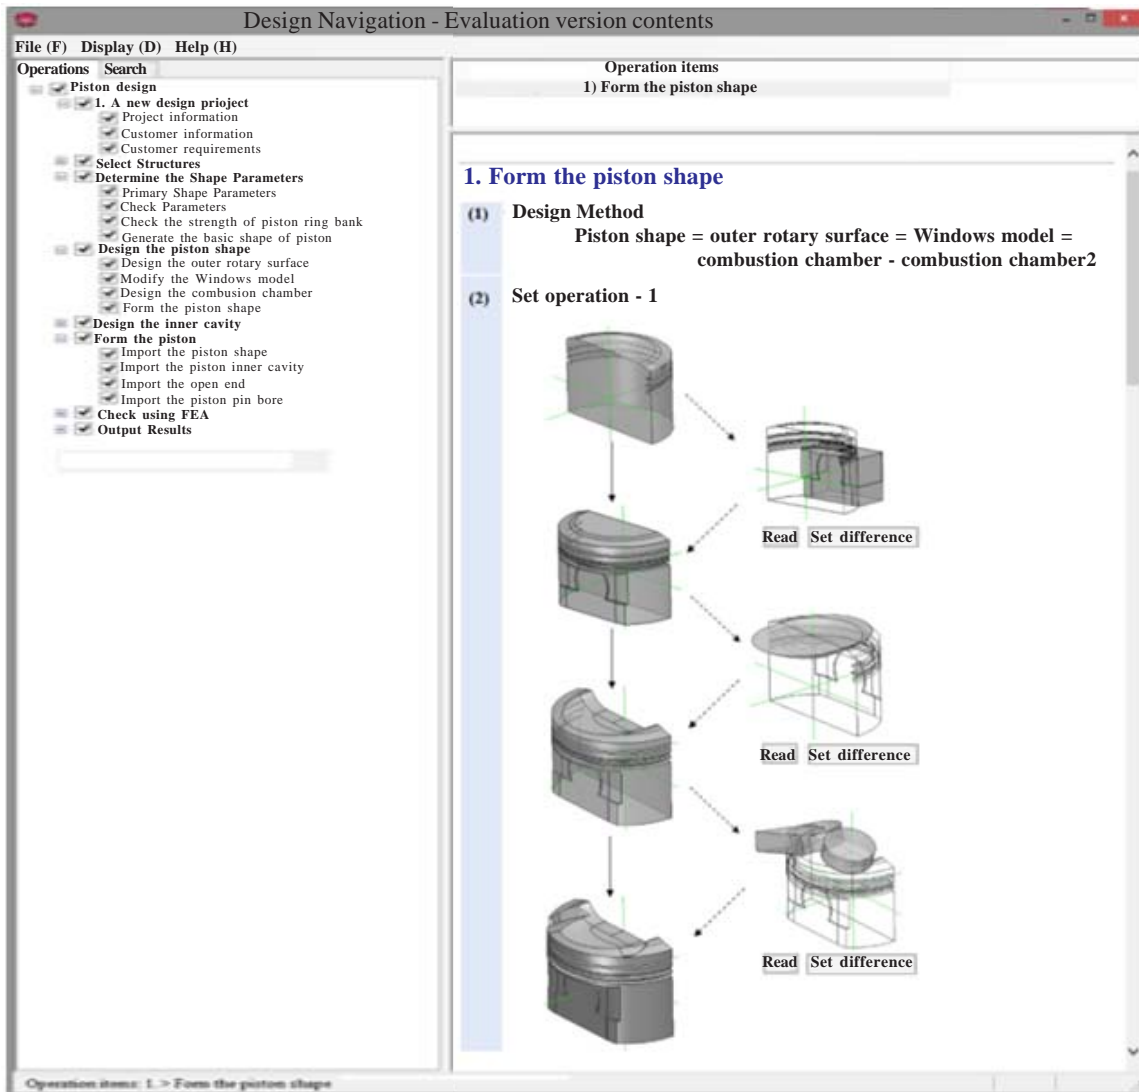 Design Navigation - Evaluation version contents
File (F) Display (D) Help (H)
Operations Search
Piston design
1. A new design prioject
Project information
Customer information
Customer requirements
Select Structures
Determine the Shape Parameters
Primary Shape Parameters
Check Parameters
Check the strength of piston ring bank
Generate the basic shape of piston
Design the piston shape
Design the outer rotary surface
Modify the Windows model
Design the combusion chamber
Form the piston shape
Design the inner cavity
Form the piston
Import the piston shape
Import the piston inner cavity
Import the open end
Import the piston pin bore
Check using FEA
Output Results
Operation items
1) Form the piston shape
1. Form the piston shape
(1) Design Method
Piston shape = outer rotary surface = Windows model =
combustion chamber - combustion chamber2
(2) Set operation - 1
Read Set difference
Read Set difference
Read Set difference
Operation items: 1. > Form the piston shape